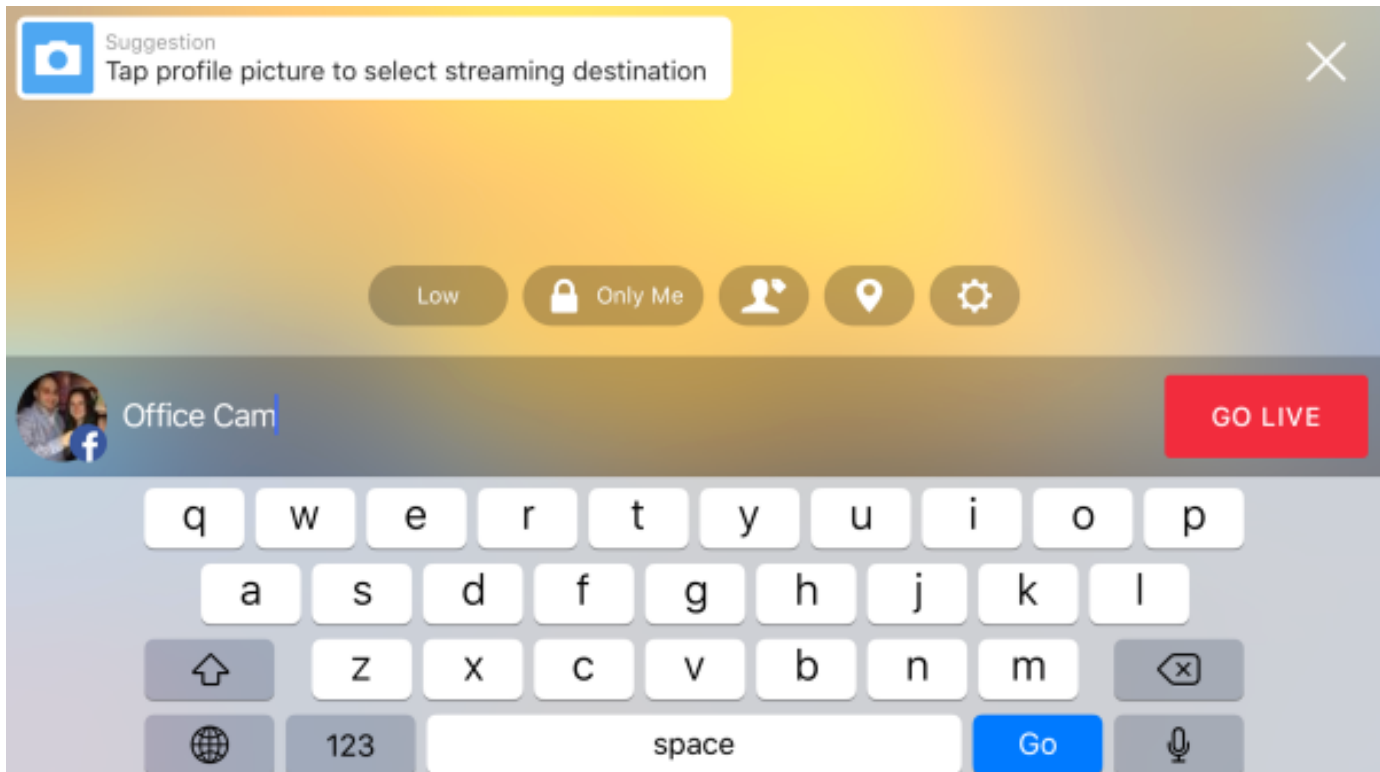 Suggestion
Tap profile picture to select streaming destination
Low
Only Me
f
Office Cam
GO LIVE
q w e r t y u i o p
a s d f g h j k l
z x c v b n m
123 space Go